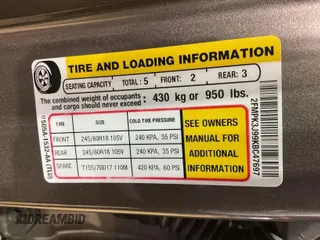 TIRE AND LOADING INFORMATION
SEATING CAPACITY TOTAL: 5 FRONT: 2 REAR: 3
The combined weight of occupants and cargo should never exceed: 430 kg or 950 lbs.
TIRE SIZE COLD TIRE PRESSURE
FRONT 245/60R18 105V 240 KPA, 35 PSI
REAR 245/60R18 105V 240 KPA, 35 PSI
SPARE T155/70D17 110M 420 KPA, 60 PSI
SEE OWNERS
MANUAL FOR
ADDITIONAL
INFORMATION
2FMPK3J99KBC47697
DREAMBID